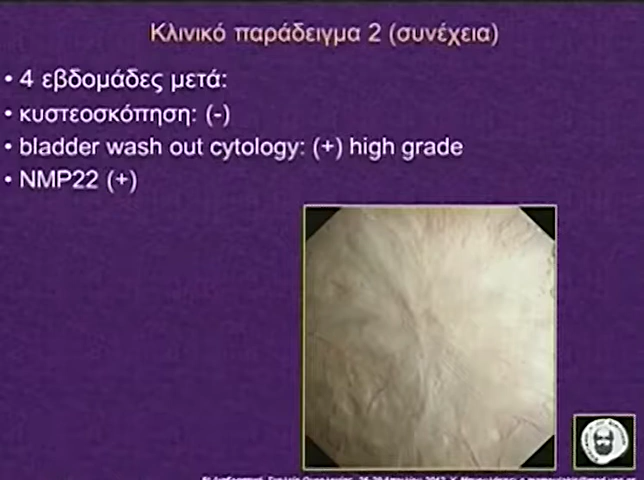 Κλινικό παράδειγμα 2 (συνέχεια)
• 4 εβδομάδες μετά:
• κυστεοσκόπηση: (-)
• bladder wash out cytology: (+) high grade
• NMP22 (+)